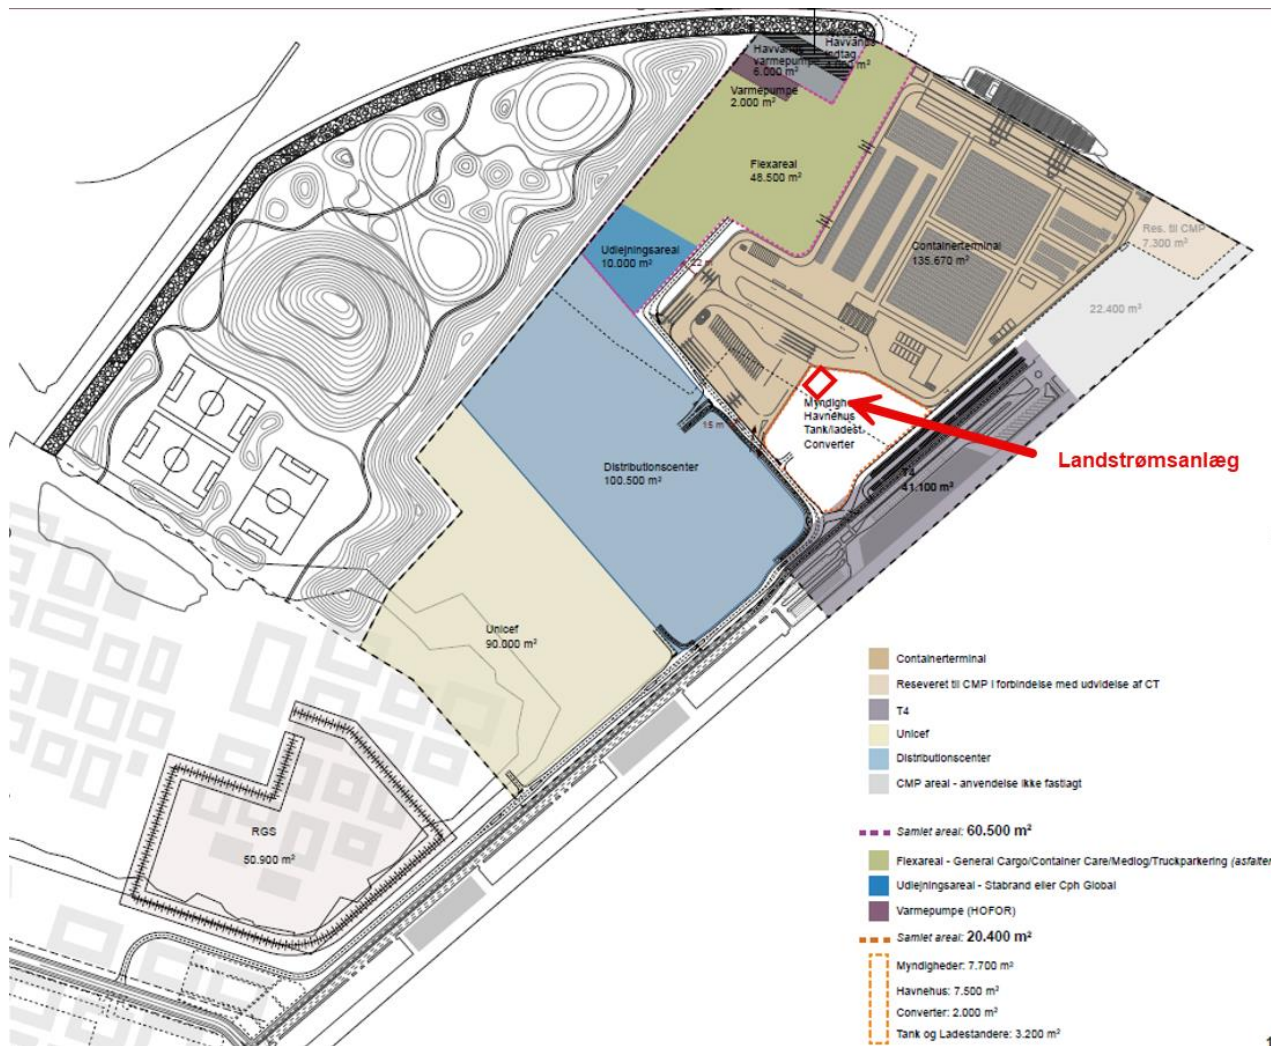 Havvands
varmepumpe
6.000 m²
Havvands
indtag
Varmepumpe
2.000 m²
Flexareal
48.500 m²
Udlejningsareal
10.000 m²
22 m
Containerterminal
135.670 m²
Res. til CMP
7.300 m²
22.400 m²
Havnehus
Tank/ladest.
Converter
15 m
Landstrømsanlæg
T4
41.100 m²
Distributionscenter
100.500 m²
Unicef
90.000 m²
RGS
50.900 m²
Containerterminal
Reserveret til CMP i forbindelse med udvidelse af CT
T4
Unicef
Distributionscenter
CMP areal - anvendelse ikke fastlagt
Samlet areal: 60.500 m²
Flexareal - General Cargo/Container Care/Medlog/Truckparkering (asfalter
Udlejningsareal - Stabrand eller Cph Global
Varmepumpe (HOFOR)
Samlet areal: 20.400 m²
Myndigheder: 7.700 m²
Havnehus: 7.500 m²
Converter: 2.000 m²
Tank og Ladestandere: 3.200 m²
1